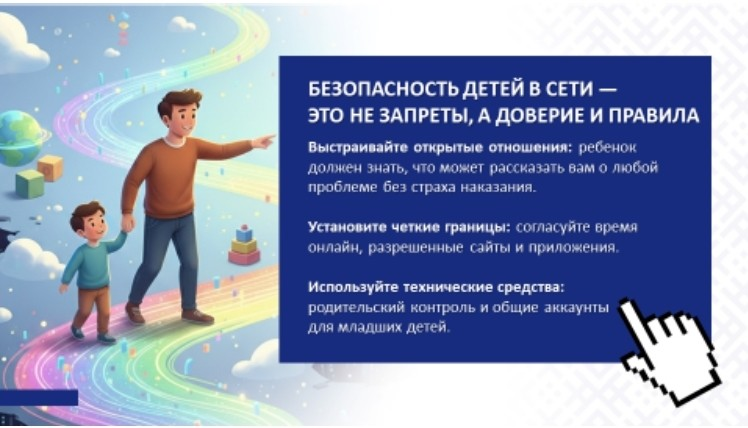 БЕЗОПАСНОСТЬ ДЕТЕЙ В СЕТИ —
ЭТО НЕ ЗАПРЕТЫ, А ДОВЕРИЕ И ПРАВИЛА
Выстраивайте открытые отношения: ребенок
должен знать, что может рассказать вам о любой
проблеме без страха наказания.
Установите четкие границы: согласуйте время
онлайн, разрешенные сайты и приложения.
Используйте технические средства:
родительский контроль и общие аккаунты
для младших детей.